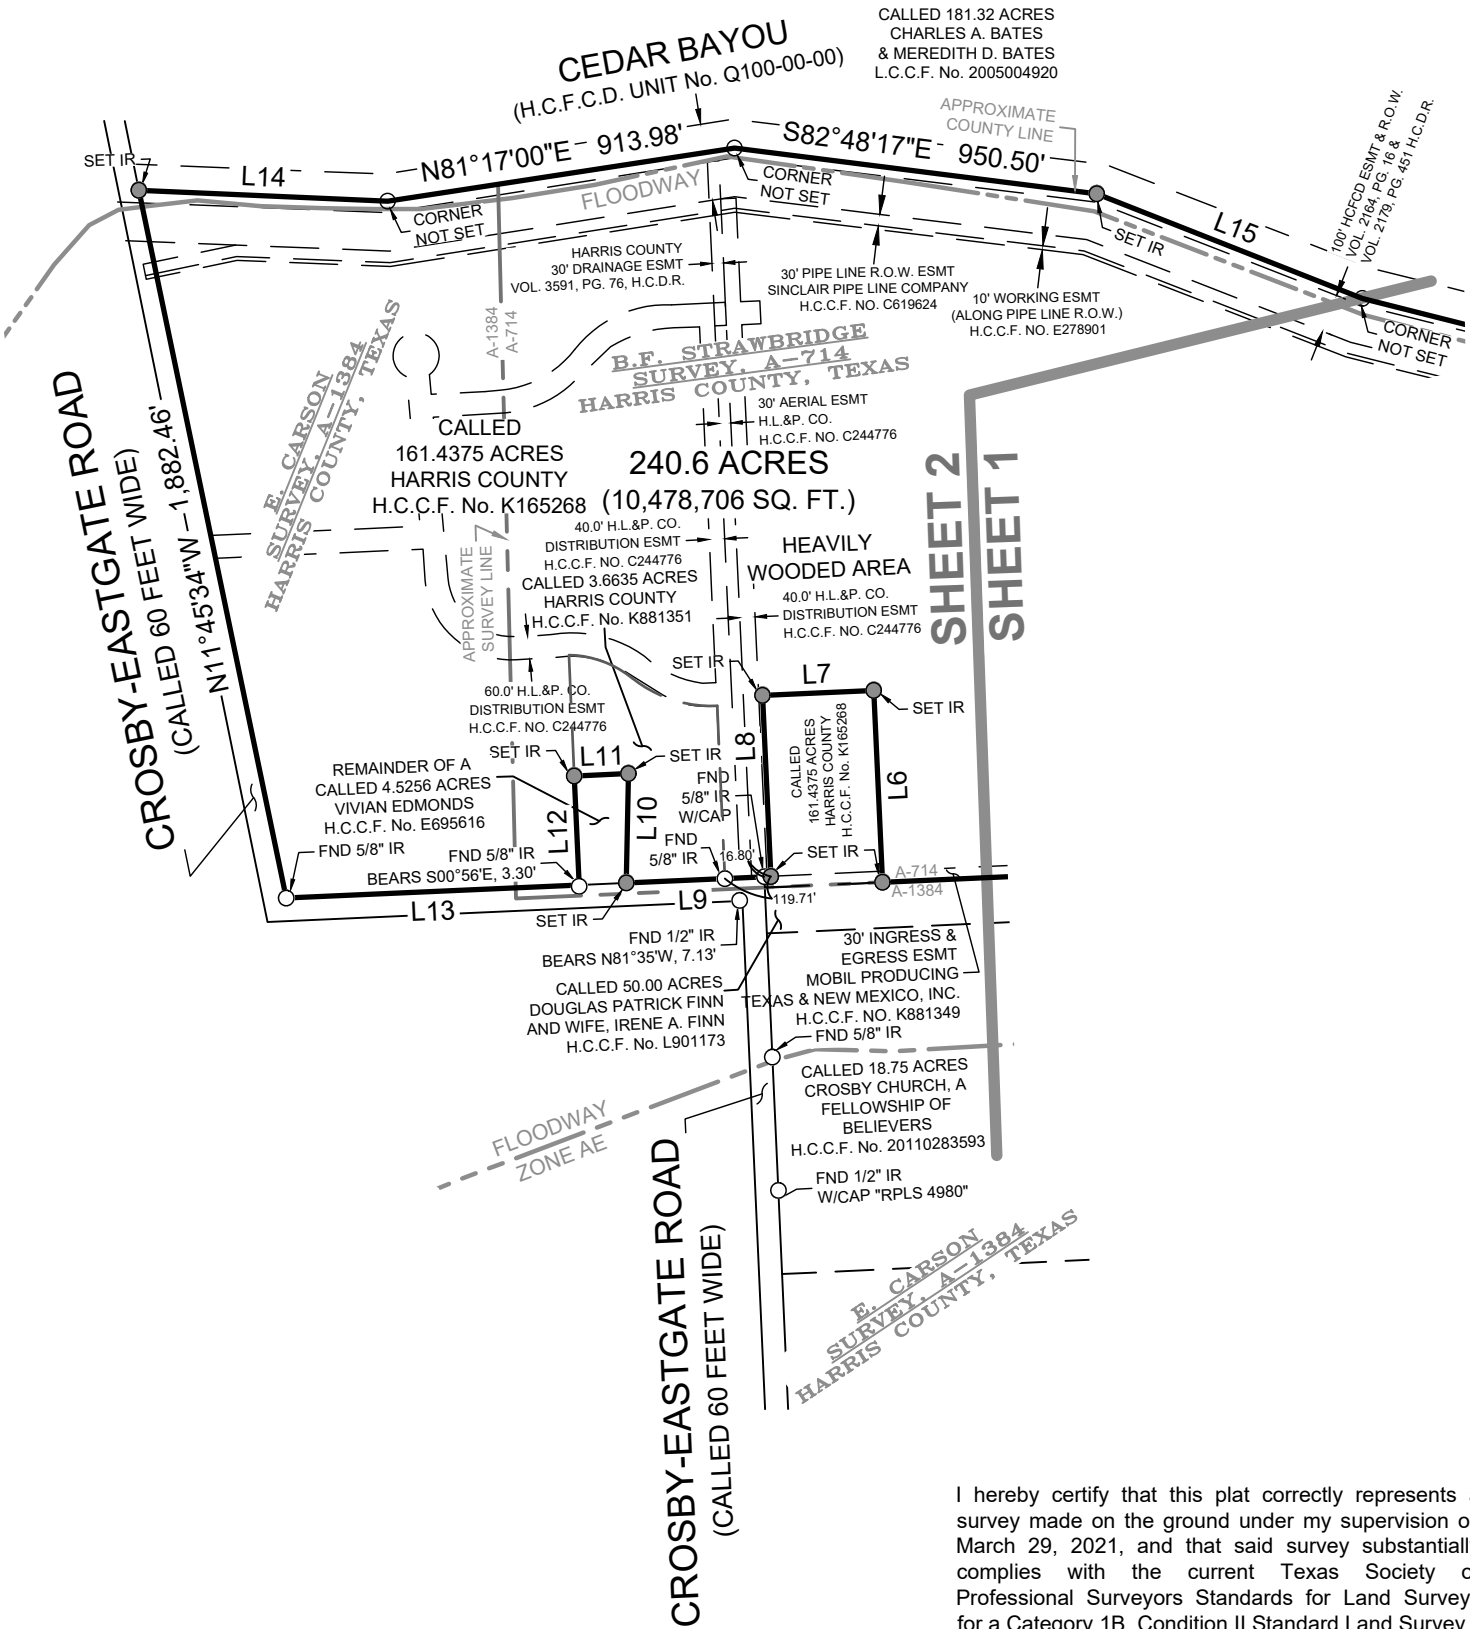 CALLED 181.32 ACRES
CHARLES A. BATES
& MEREDITH D. BATES
L.C.C.F. No. 2005004920
CEDAR BAYOU
(H.C.F.C.D. UNIT No. Q100-00-00)
APPROXIMATE
COUNTY LINE
100' HCFCD ESMT & R.O.W.
VOL. 2164, PG. 16 &
VOL. 2179, PG. 451 H.C.D.R.
SET IR
L14
N81°17'00"E - 913.98'
S82°48'17"E - 950.50'
L15
FLOODWAY
CORNER
NOT SET
CORNER
NOT SET
SET IR
CORNER
NOT SET
HARRIS COUNTY
30' DRAINAGE ESMT
VOL. 3591, PG. 76, H.C.D.R.
30' PIPE LINE R.O.W. ESMT
SINCLAIR PIPE LINE COMPANY
H.C.C.F. NO. C619624
10' WORKING ESMT
(ALONG PIPE LINE R.O.W.)
H.C.C.F. NO. E278901
A-1384
A-714
E. CARSON
SURVEY, A-1384
HARRIS COUNTY, TEXAS
B.F. STRAWBRIDGE
SURVEY, A-714
HARRIS COUNTY, TEXAS
CROSBY-EASTGATE ROAD
(CALLED 60 FEET WIDE)
N11°45'34"W - 1,882.46'
30' AERIAL ESMT
H.L.&P. CO.
H.C.C.F. NO. C244776
CALLED
161.4375 ACRES
HARRIS COUNTY
H.C.C.F. No. K165268
240.6 ACRES
(10,478,706 SQ. FT.)
SHEET 2
SHEET 1
40.0' H.L.&P. CO.
DISTRIBUTION ESMT
H.C.C.F. NO. C244776
CALLED 3.6635 ACRES
HARRIS COUNTY
H.C.C.F. No. K881351
HEAVILY
WOODED AREA
40.0' H.L.&P. CO.
DISTRIBUTION ESMT
H.C.C.F. NO. C244776
APPROXIMATE
SURVEY LINE
SET IR
L7
SET IR
60.0' H.L.&P. CO.
DISTRIBUTION ESMT
H.C.C.F. NO. C244776
L8
CALLED
161.4375 ACRES
HARRIS COUNTY
H.C.C.F. No. K165268
L6
SET IR
L11
SET IR
REMAINDER OF A
CALLED 4.5256 ACRES
VIVIAN EDMONDS
H.C.C.F. No. E695616
FND
5/8" IR
W/CAP
L12
L10
FND 5/8" IR
FND 5/8" IR
BEARS S00°56'E, 3.30'
FND
5/8" IR
16.80'
SET IR
A-714
A-1384
119.71'
L13
L9
SET IR
FND 1/2" IR
BEARS N81°35'W, 7.13'
30' INGRESS &
EGRESS ESMT
MOBIL PRODUCING
TEXAS & NEW MEXICO, INC.
H.C.C.F. NO. K881349
CALLED 50.00 ACRES
DOUGLAS PATRICK FINN
AND WIFE, IRENE A. FINN
H.C.C.F. No. L901173
FND 5/8" IR
CALLED 18.75 ACRES
CROSBY CHURCH, A
FELLOWSHIP OF
BELIEVERS
H.C.C.F. No. 20110283593
FLOODWAY
ZONE AE
FND 1/2" IR
W/CAP "RPLS 4980"
CROSBY-EASTGATE ROAD
(CALLED 60 FEET WIDE)
E. CARSON
SURVEY, A-1384
HARRIS COUNTY, TEXAS
I hereby certify that this plat correctly represents
survey made on the ground under my supervision o
March 29, 2021, and that said survey substantiall
complies with the current Texas Society o
Professional Surveyors Standards for Land Survey
for a Category 1B, Condition II Standard Land Survey